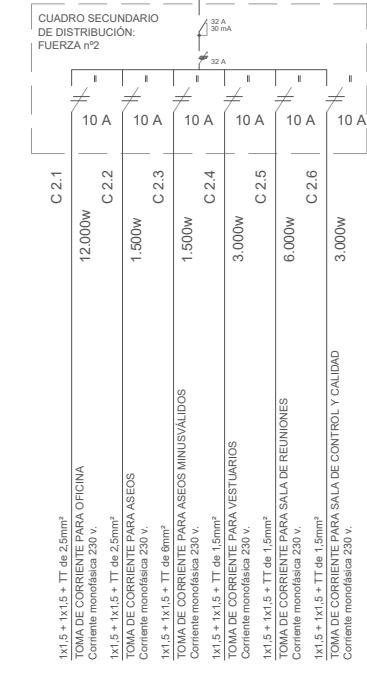 CUADRO SECUNDARIO
DE DISTRIBUCIÓN:
FUERZA nº2
32 A
30 mA
32 A
II
II
II
II
II
II
10 A
10 A
10 A
10 A
10 A
10 A
C 2.1
12.000w
1x1,5 + 1x1,5 + TT de 2,5mm²
TOMA DE CORRIENTE PARA OFICINA
Corriente monofásica 230 v.
C 2.2
1.500w
1x1,5 + 1x1,5 + TT de 2,5mm²
TOMA DE CORRIENTE PARA ASEOS
Corriente monofásica 230 v.
C 2.3
1.500w
1x1,5 + 1x1,5 + TT de 6mm²
TOMA DE CORRIENTE PARA ASEOS MINUSVÁLIDOS
Corriente monofásica 230 v.
C 2.4
3.000w
1x1,5 + 1x1,5 + TT de 1,5mm²
TOMA DE CORRIENTE PARA VESTUARIOS
Corriente monofásica 230 v.
C 2.5
6.000w
1x1,5 + 1x1,5 + TT de 1,5mm²
TOMA DE CORRIENTE PARA SALA DE REUNIONES
Corriente monofásica 230 v.
C 2.6
3.000w
1x1,5 + 1x1,5 + TT de 1,5mm²
TOMA DE CORRIENTE PARA SALA DE CONTROL Y CALIDAD
Corriente monofásica 230 v.